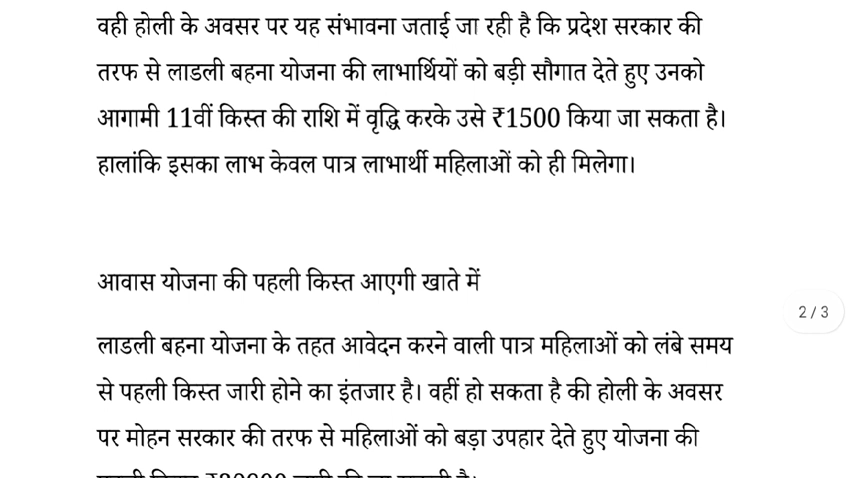 वही होली के अवसर पर यह संभावना जताई जा रही है कि प्रदेश सरकार की
तरफ से लाडली बहना योजना की लाभार्थियों को बड़ी सौगात देते हुए उनको
आगामी 11वीं किस्त की राशि में वृद्धि करके उसे ₹1500 किया जा सकता है।
हालांकि इसका लाभ केवल पात्र लाभार्थी महिलाओं को ही मिलेगा।
आवास योजना की पहली किस्त आएगी खाते में
2 / 3
लाडली बहना योजना के तहत आवेदन करने वाली पात्र महिलाओं को लंबे समय
से पहली किस्त जारी होने का इंतजार है। वहीं हो सकता है की होली के अवसर
पर मोहन सरकार की तरफ से महिलाओं को बड़ा उपहार देते हुए योजना की